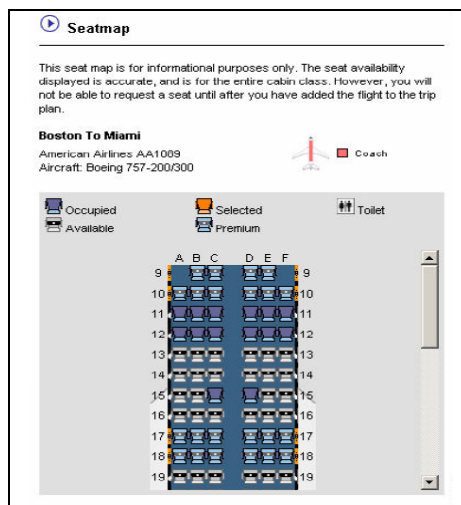 Seatmap
This seat map is for informational purposes only. The seat availability
displayed is accurate, and is for the entire cabin class. However, you will
not be able to request a seat until after you have added the flight to the trip
plan.
Boston To Miami
American Airlines AA1089
Aircraft: Boeing 757-200/300
Coach
Occupied Selected Toilet
Available Premium
A B C D E F
9 9
10 10
11 11
12 12
13 13
14 14
15 15
16 16
17 17
18 18
19 19